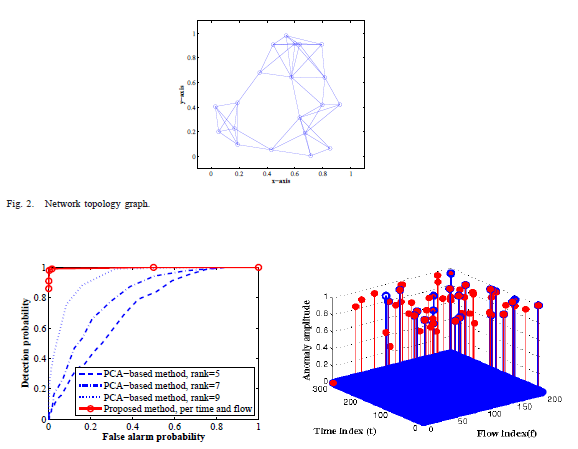 1
0.8
0.6
0.4
0.2
0
y−axis
0 0.2 0.4 0.6 0.8 1
x−axis
Fig. 2. Network topology graph.
1
0.8
0.6
0.4
0.2
0
Detection probability
PCA−based method, rank=5
PCA−based method, rank=7
PCA−based method, rank=9
Proposed method, per time and flow
0 0.2 0.4 0.6 0.8 1
False alarm probability
1
0.8
0.6
0.4
0.2
0
Anomaly amplitude
300
200
100
0
Time index (t)
0
50
100
150
200
Flow index(f)